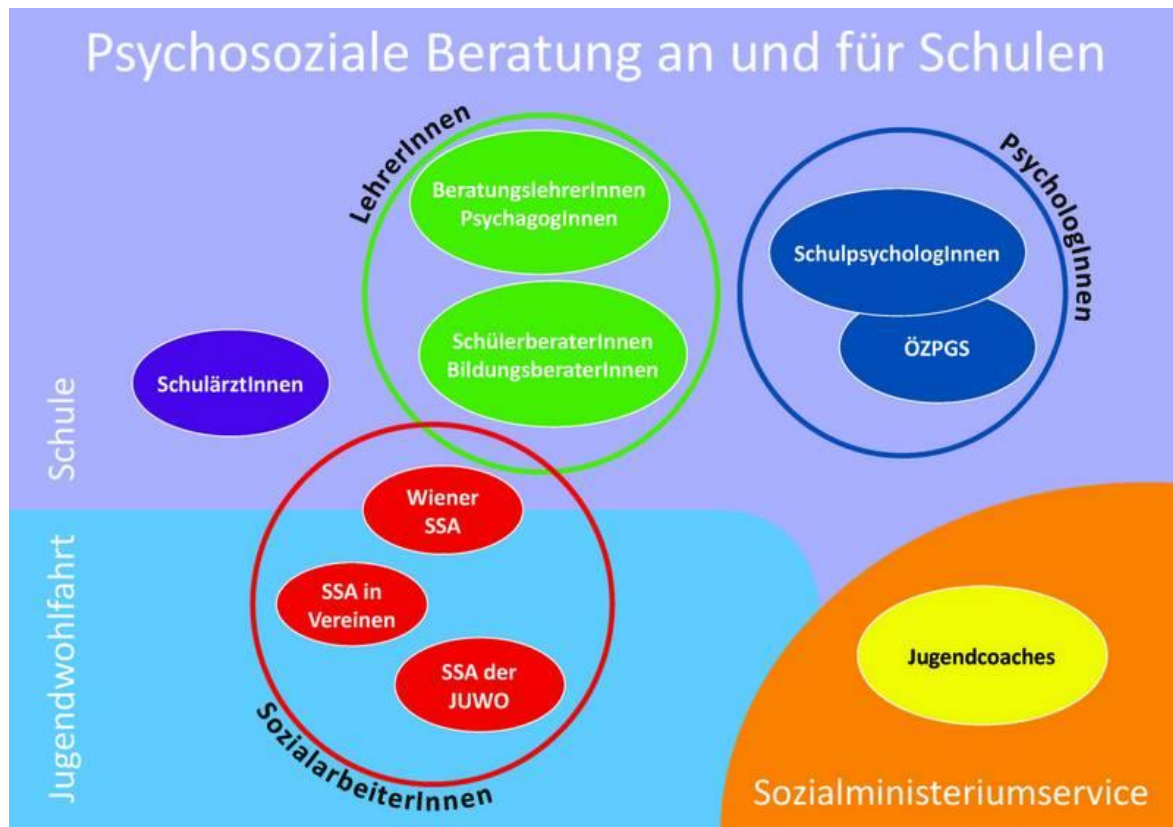 Psychosoziale Beratung an und für Schulen
LehrerInnen
BeratungslehrerInnen
PsychagogInnen
SchülerberaterInnen
BildungsberaterInnen
PsychologInnen
SchulpsychologInnen
ÖZPGS
SchulärztInnen
Schule
Wiener
SSA
SSA in
Vereinen
SSA der
JUWO
SozialarbeiterInnen
Jugendwohlfahrt
Jugendcoaches
Sozialministeriumservice